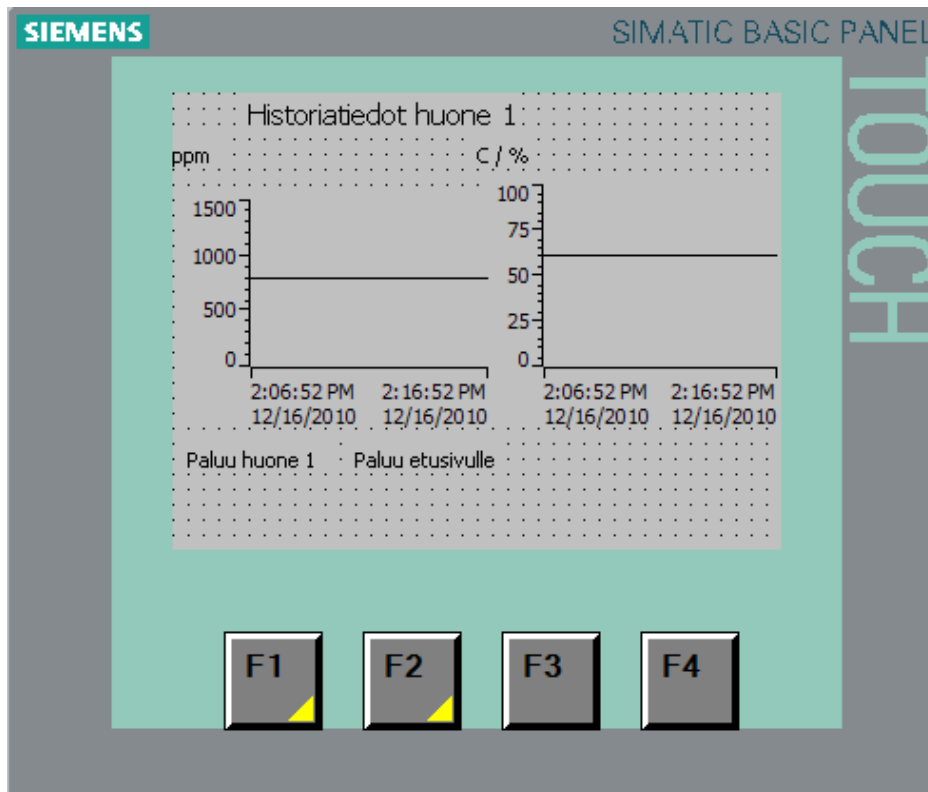 SIEMENS
SIMATIC BASIC PANEL
TOUCH
Historiatiedot huone 1
ppm
C / %
1500
1000
500
0
100
75
50
25
0
2:06:52 PM 2:16:52 PM
12/16/2010 12/16/2010
2:06:52 PM 2:16:52 PM
12/16/2010 12/16/2010
Paluu huone 1
Paluu etusivulle
F1
F2
F3
F4